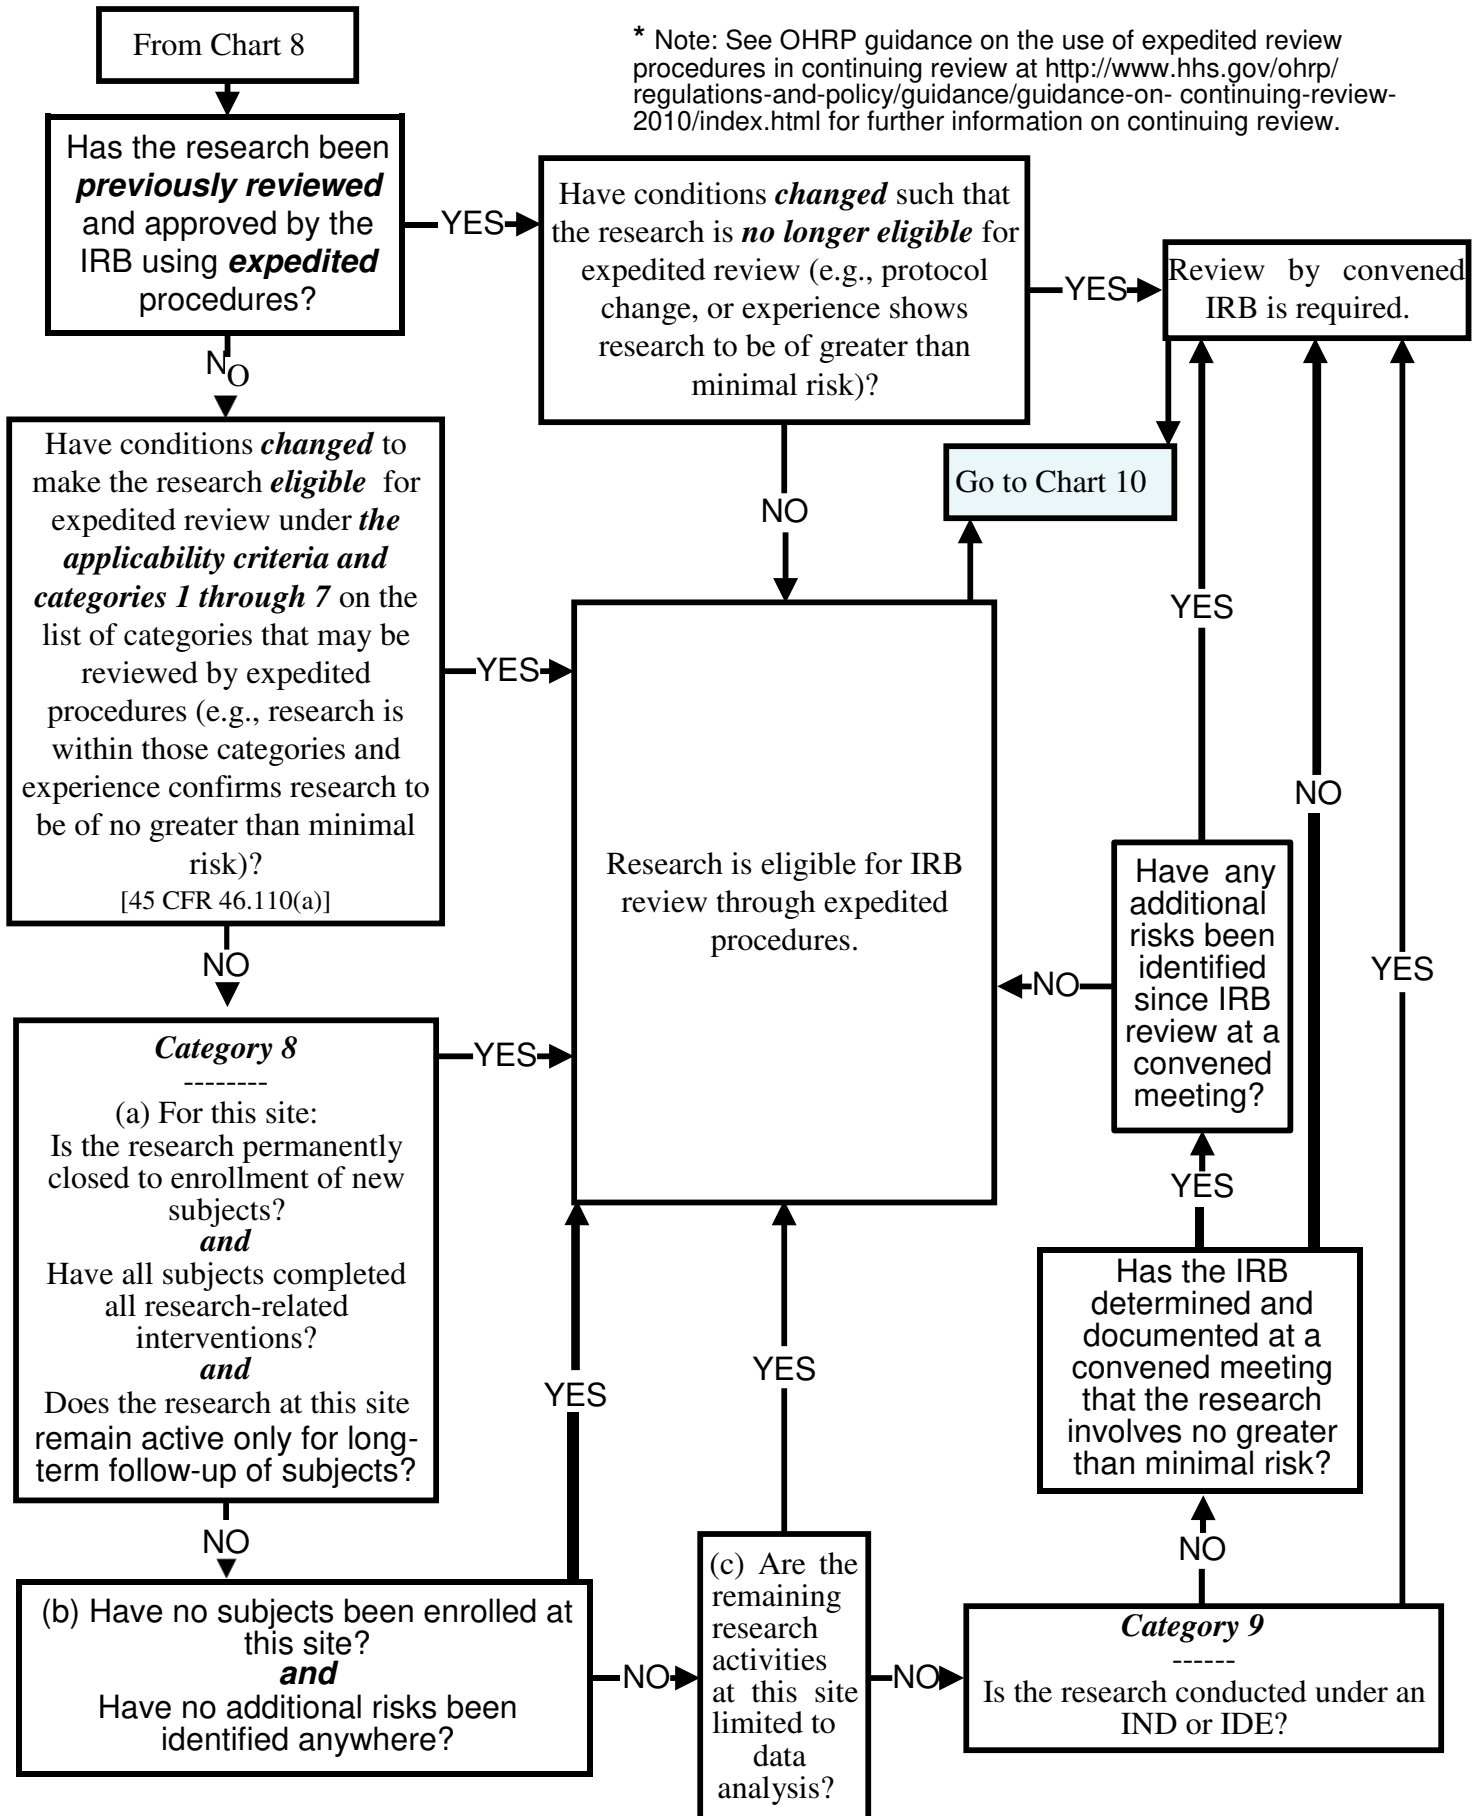 From Chart 8
* Note: See OHRP guidance on the use of expedited review
procedures in continuing review at http://www.hhs.gov/ohrp/
regulations-and-policy/guidance/guidance-on- continuing-review-
2010/index.html for further information on continuing review.
Has the research been
previously reviewed
and approved by the
IRB using expedited
procedures?
YES
Have conditions changed such that
the research is no longer eligible for
expedited review (e.g., protocol
change, or experience shows
research to be of greater than
minimal risk)?
YES
Review by convened
IRB is required.
NO
Have conditions changed to
make the research eligible for
expedited review under the
applicability criteria and
categories 1 through 7 on the
list of categories that may be
reviewed by expedited
procedures (e.g., research is
within those categories and
experience confirms research to
be of no greater than minimal
risk)?
[45 CFR 46.110(a)]
YES
NO
Go to Chart 10
Research is eligible for IRB
review through expedited
procedures.
YES
NO
YES
Have any
additional
risks been
identified
since IRB
review at a
convened
meeting?
NO
NO
Category 8
--------
(a) For this site:
Is the research permanently
closed to enrollment of new
subjects?
and
Have all subjects completed
all research-related
interventions?
and
Does the research at this site
remain active only for long-
term follow-up of subjects?
YES
YES
Has the IRB
determined and
documented at a
convened meeting
that the research
involves no greater
than minimal risk?
YES
YES
NO
NO
(b) Have no subjects been enrolled at
this site?
and
Have no additional risks been
identified anywhere?
NO
(c) Are the
remaining
research
activities
at this site
limited to
data
analysis?
NO
Category 9
------
Is the research conducted under an
IND or IDE?